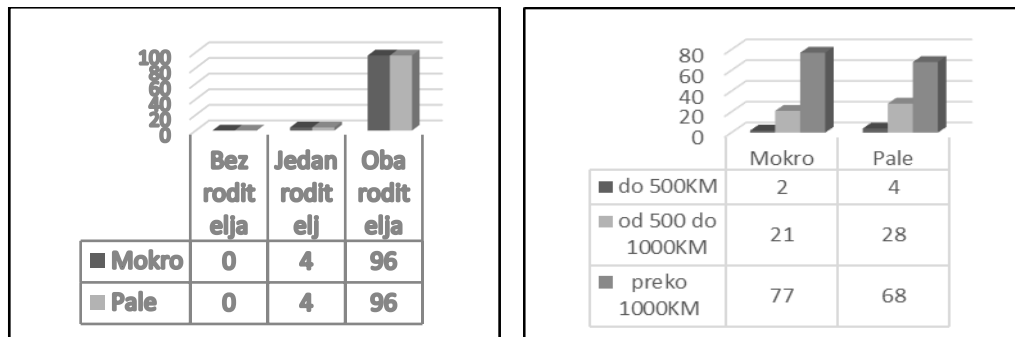 100
80
60
40
20
0
Bez
rodit
elja
Jedan
rodit
elj
Oba
rodit
elja
Mokro 0 4 96
Pale 0 4 96
80
60
40
20
0
Mokro Pale
do 500KM 2 4
od 500 do
1000KM
21 28
preko
1000KM
77 68